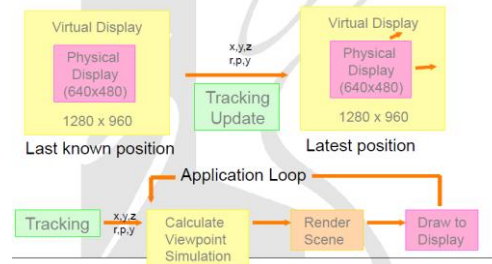 Virtual Display
Physical
Display
(640x480)
1280 x 960
Last known position
x,y,z
r,p,y
Tracking
Update
Virtual Display
Physical
Display
(640x480)
1280 x 960
Latest position
Application Loop
Tracking
x,y,z
r,p,y
Calculate
Viewpoint
Simulation
Render
Scene
Draw to
Display